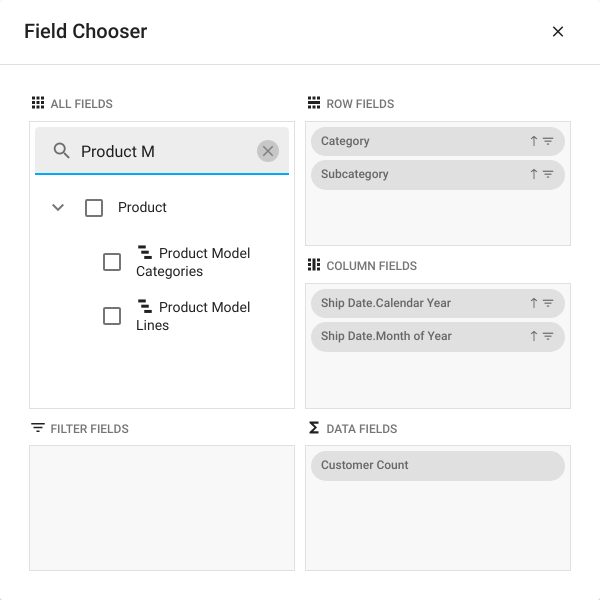 Field Chooser
ALL FIELDS
Product M
Product
Product Model
Categories
Product Model
Lines
ROW FIELDS
Category
Subcategory
COLUMN FIELDS
Ship Date.Calendar Year
Ship Date.Month of Year
FILTER FIELDS
DATA FIELDS
Customer Count